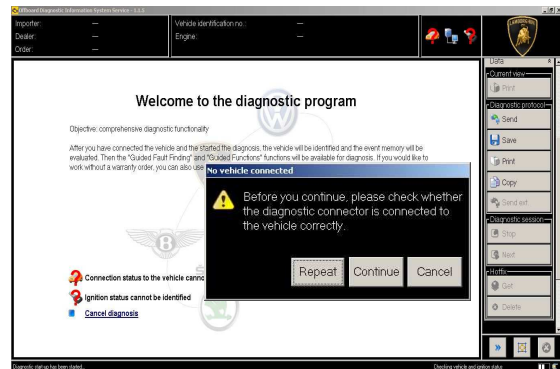 Offboard Diagnostic Information System Service - 3.1.2
Importer: —
Dealer: —
Order: —
Vehicle identification no.: —
Engine: —
Welcome to the diagnostic program
Objective: comprehensive diagnostic functionality
After you have connected the vehicle and the started the diagnosis, the vehicle will be identified and the event memory will be
evaluated. Then the "Guided Fault Finding" and "Guided Functions" functions will be available for diagnosis. If you would like to
work without a warranty order, you can also use
No vehicle connected
Before you continue, please check whether
the diagnostic connector is connected to
the vehicle correctly.
Repeat Continue Cancel
Connection status to the vehicle canno
Ignition status cannot be identified
Cancel diagnosis
Data
Current view
Print
Diagnostic protocol
Send
Save
Print
Copy
Send ext.
Diagnostic session
Stop
Next
Hotfix
Get
Delete
Diagnostic start-up has been started..
Checking vehicle and ignition status